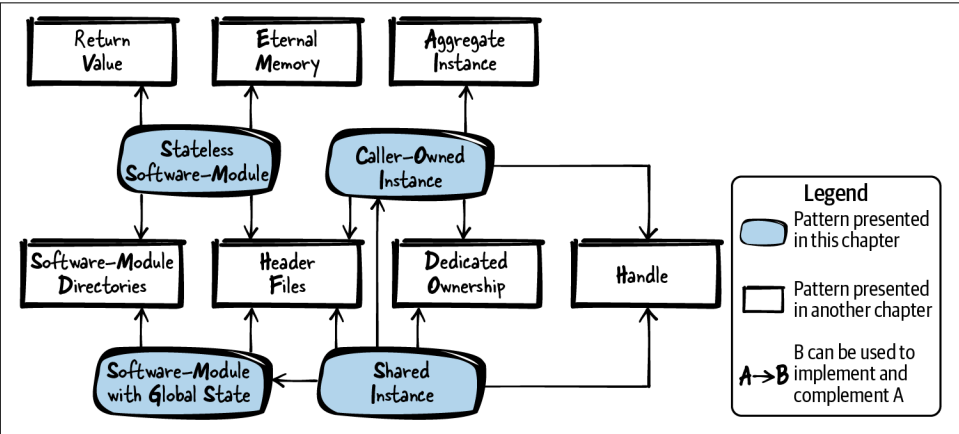 Return
Value
Eternal
Memory
Aggregate
Instance
Stateless
Software-Module
Caller-Owned
Instance
Software-Module
Directories
Header
Files
Dedicated
Ownership
Handle
Software-Module
with Global State
Shared
Instance
Legend
Pattern presented
in this chapter
Pattern presented
in another chapter
A→B
B can be used to
implement and
complement A